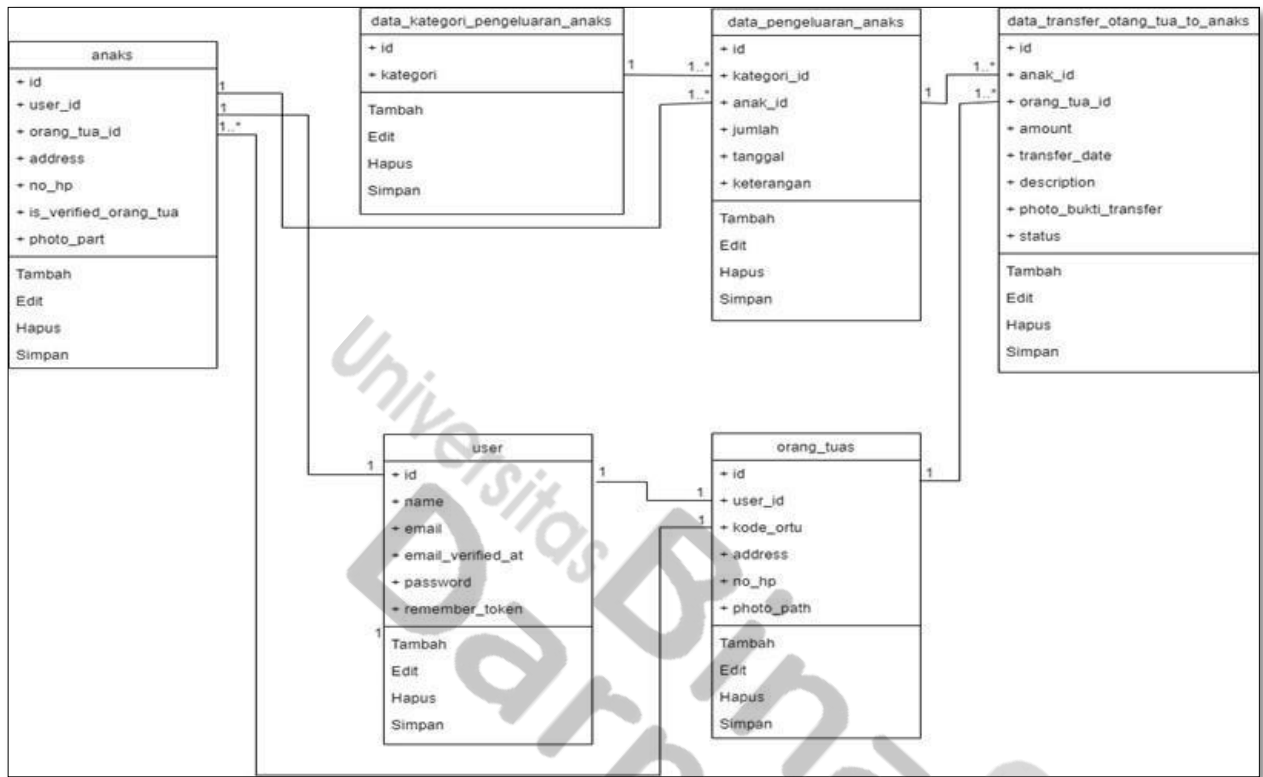 anaks
+ id
+ user_id
+ orang_tua_id
+ address
+ no_hp
+ is_verified_orang_tua
+ photo_part
Tambah
Edit
Hapus
Simpan
1
1
1..*
data_kategori_pengeluaran_anaks
+ id
+ kategori
Tambah
Edit
Hapus
Simpan
1
1..*
1..*
data_pengeluaran_anaks
+ id
+ kategori_id
+ anak_id
+ jumlah
+ tanggal
+ keterangan
Tambah
Edit
Hapus
Simpan
1
1..*
1..*
data_transfer_otang_tua_to_anaks
+ id
+ anak_id
+ orang_tua_id
+ amount
+ transfer_date
+ description
+ photo_bukti_transfer
+ status
Tambah
Edit
Hapus
Simpan
user
1
+ id
+ name
+ email
+ email_verified_at
+ password
+ remember_token
1
Tambah
Edit
Hapus
Simpan
1
1
1
orang_tuas
+ id
+ user_id
+ kode_ortu
+ address
+ no_hp
+ photo_path
Tambah
Edit
Hapus
Simpan
1
Universitas
Bina